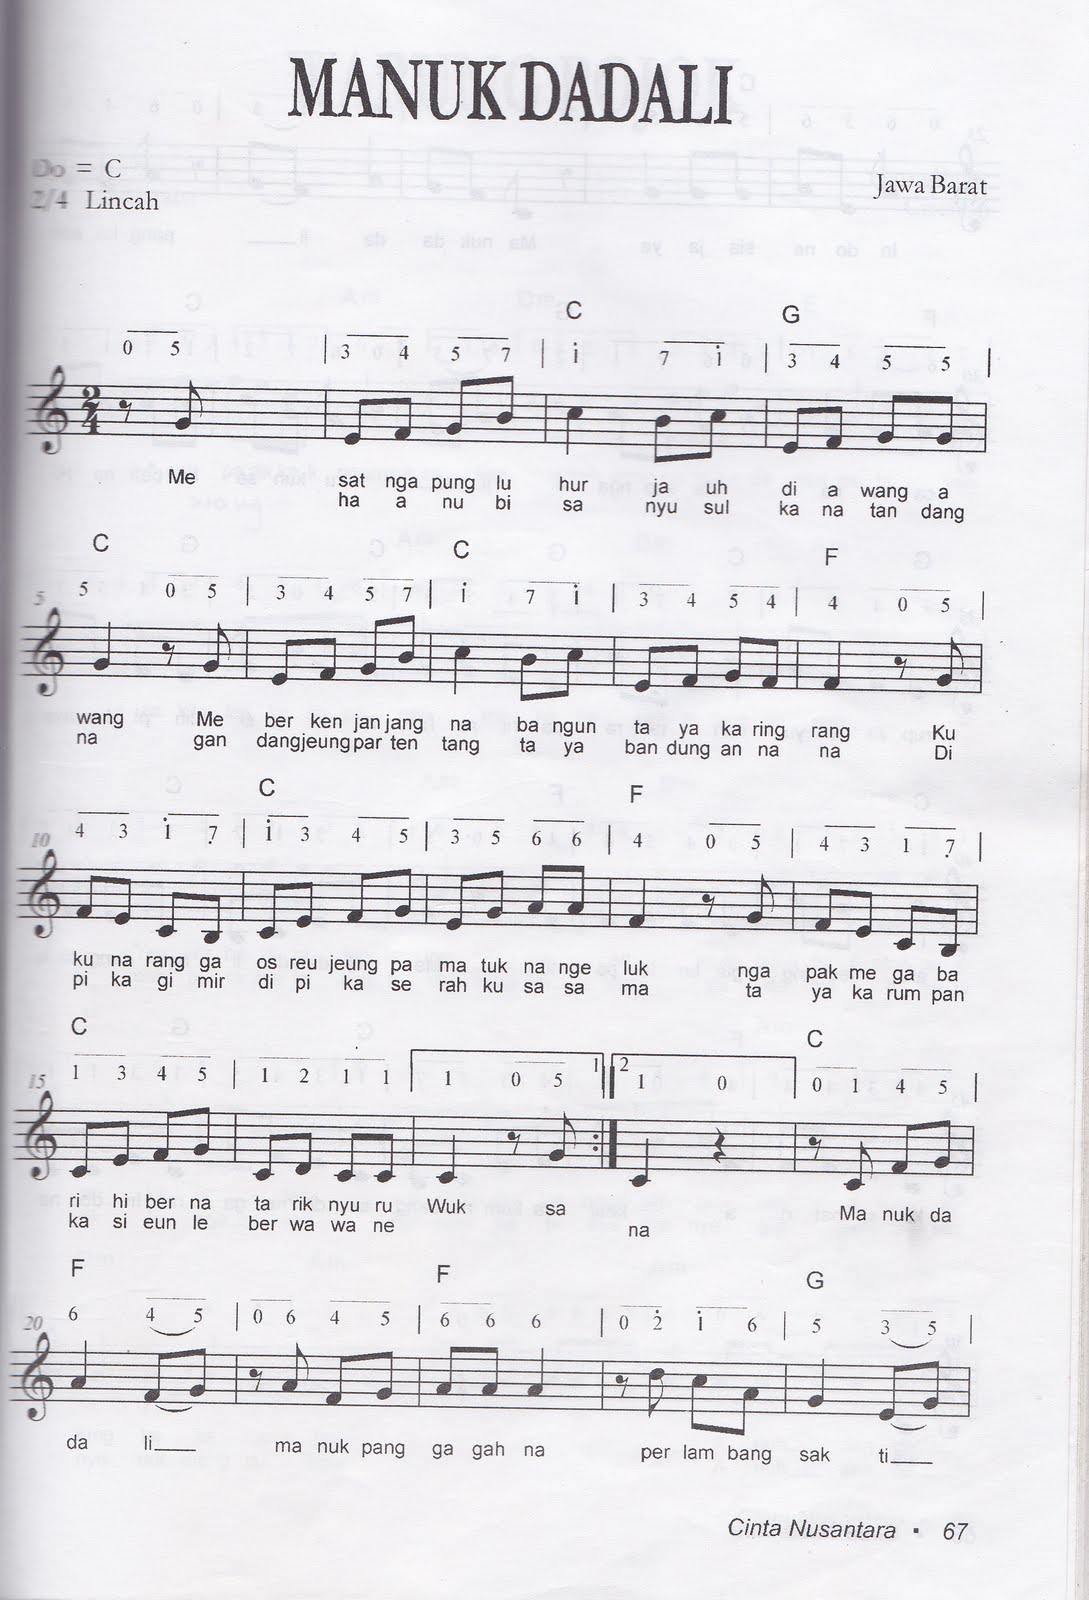 MANUK DADALI
Do = C
2/4 Lincah
Jawa Barat
C G
0 5 | 3 4 5 7 | i 7 i | 3 4 5 5 |
2/4
Me sat nga pung lu hur ja uh di a wang a
ha a nu bi sa nyu sul ka na tan dang
C C F
5
5 0 5 | 3 4 5 7 | i 7 i | 3 4 5 4 | 4 0 5 |
wang Me ber ken jan jang na ba ngun ta ya ka ring rang Ku
na gan dang jeung par ten tang ta ya ban dung an na na Di
C F
10
4 3 i 7̣ | i 3 4 5 | 3 5 6 6 | 4 0 5 | 4 3 1 7̣ |
ku na rang ga os reu jeung pa ma tuk na nge luk nga pak me ga ba
pi ka gi mir di pi ka se rah ku sa sa ma ta ya ka rum pan
C C
15
1 3 4 5 | 1 2 1 1 | 1 0 5 1 || 2 1 0 | 0 1 4 5 |
ri hi ber na ta rik nyu ru Wuk sa Ma nuk da
ka si eun le ber wa wa ne na
F F G
20
6 4 5 | 0 6 4 5 | 6 6 6 | 0 2̇ i 6 | 5 3 5 |
da li___ ma nuk pang ga gah na per lam bang sak ti___
Cinta Nusantara ▪ 67